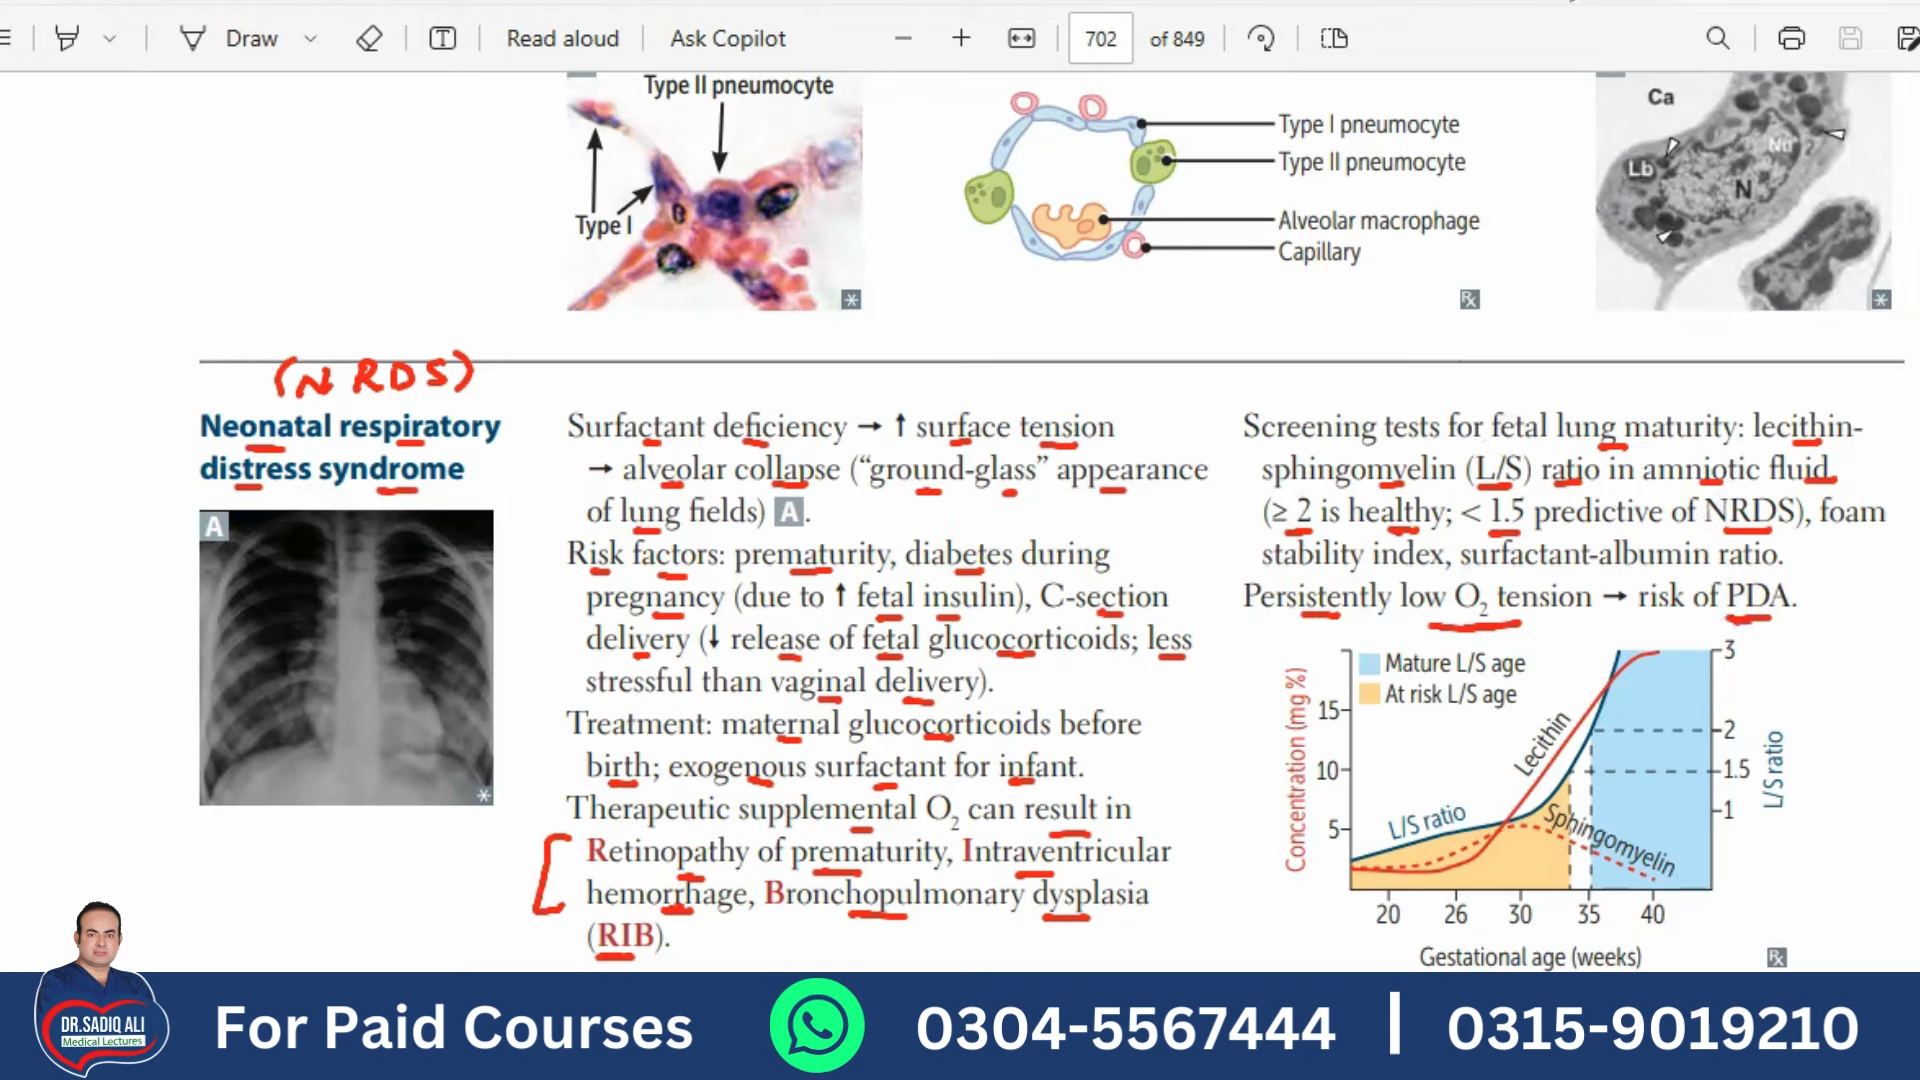 Draw
Read aloud
Ask Copilot
702
of 849
Type II pneumocyte
Type I
Type I pneumocyte
Type II pneumocyte
Alveolar macrophage
Capillary
Ca
Nu
Lb
N
(NRDS)
Neonatal respiratory
distress syndrome
A
Surfactant deficiency → ↑ surface tension
→ alveolar collapse (“ground-glass” appearance
of lung fields) A.
Risk factors: prematurity, diabetes during
pregnancy (due to ↑ fetal insulin), C-section
delivery (↓ release of fetal glucocorticoids; less
stressful than vaginal delivery).
Treatment: maternal glucocorticoids before
birth; exogenous surfactant for infant.
Therapeutic supplemental O₂ can result in
Retinopathy of prematurity, Intraventricular
hemorrhage, Bronchopulmonary dysplasia
(RIB).
Screening tests for fetal lung maturity: lecithin-
sphingomyelin (L/S) ratio in amniotic fluid
(≥ 2 is healthy; < 1.5 predictive of NRDS), foam
stability index, surfactant-albumin ratio.
Persistently low O₂ tension → risk of PDA.
Mature L/S age
At risk L/S age
Concentration (mg %)
15
10
5
Lecithin
L/S ratio
Sphingomyelin
3
2
1.5
1
L/S ratio
20 26 30 35 40
Gestational age (weeks)
Rx
DR.SADIQ ALI
Medical Lectures
For Paid Courses
0304-5567444 | 0315-9019210